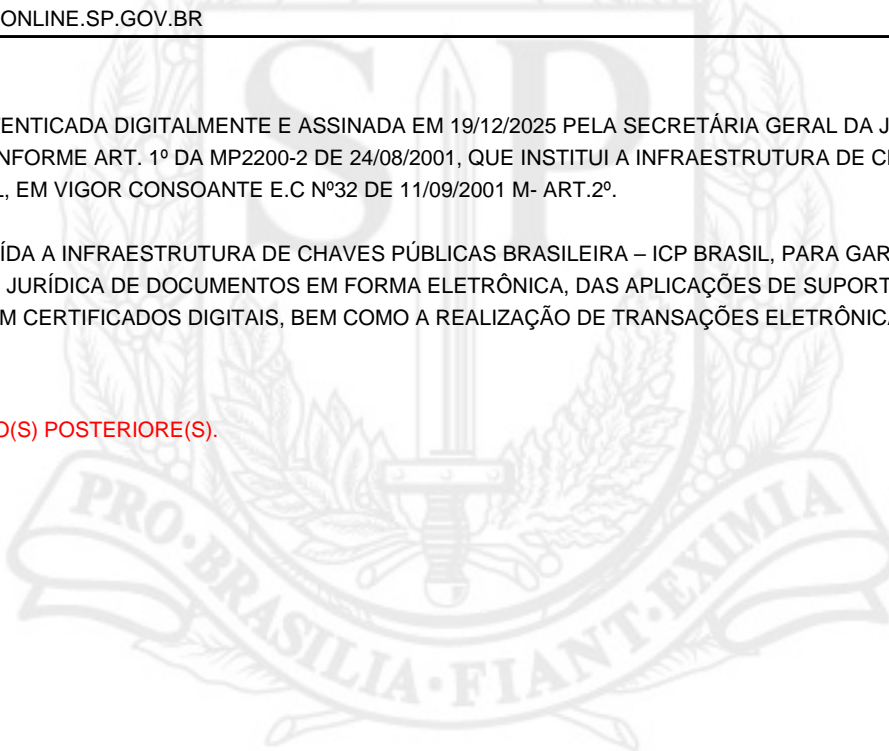 ONLINE.SP.GOV.BR
ENTICADA DIGITALMENTE E ASSINADA EM 19/12/2025 PELA SECRETÁRIA GERAL DA J
NFORME ART. 1º DA MP2200-2 DE 24/08/2001, QUE INSTITUI A INFRAESTRUTURA DE C
L, EM VIGOR CONSOANTE E.C Nº32 DE 11/09/2001 M- ART.2º.
ÍDA A INFRAESTRUTURA DE CHAVES PÚBLICAS BRASILEIRA – ICP BRASIL, PARA GAR
JURÍDICA DE DOCUMENTOS EM FORMA ELETRÔNICA, DAS APLICAÇÕES DE SUPORT
M CERTIFICADOS DIGITAIS, BEM COMO A REALIZAÇÃO DE TRANSAÇÕES ELETRÔNICA
O(S) POSTERIORE(S).
SP
PRO·BRASILIA·FIANT·EXIMIA